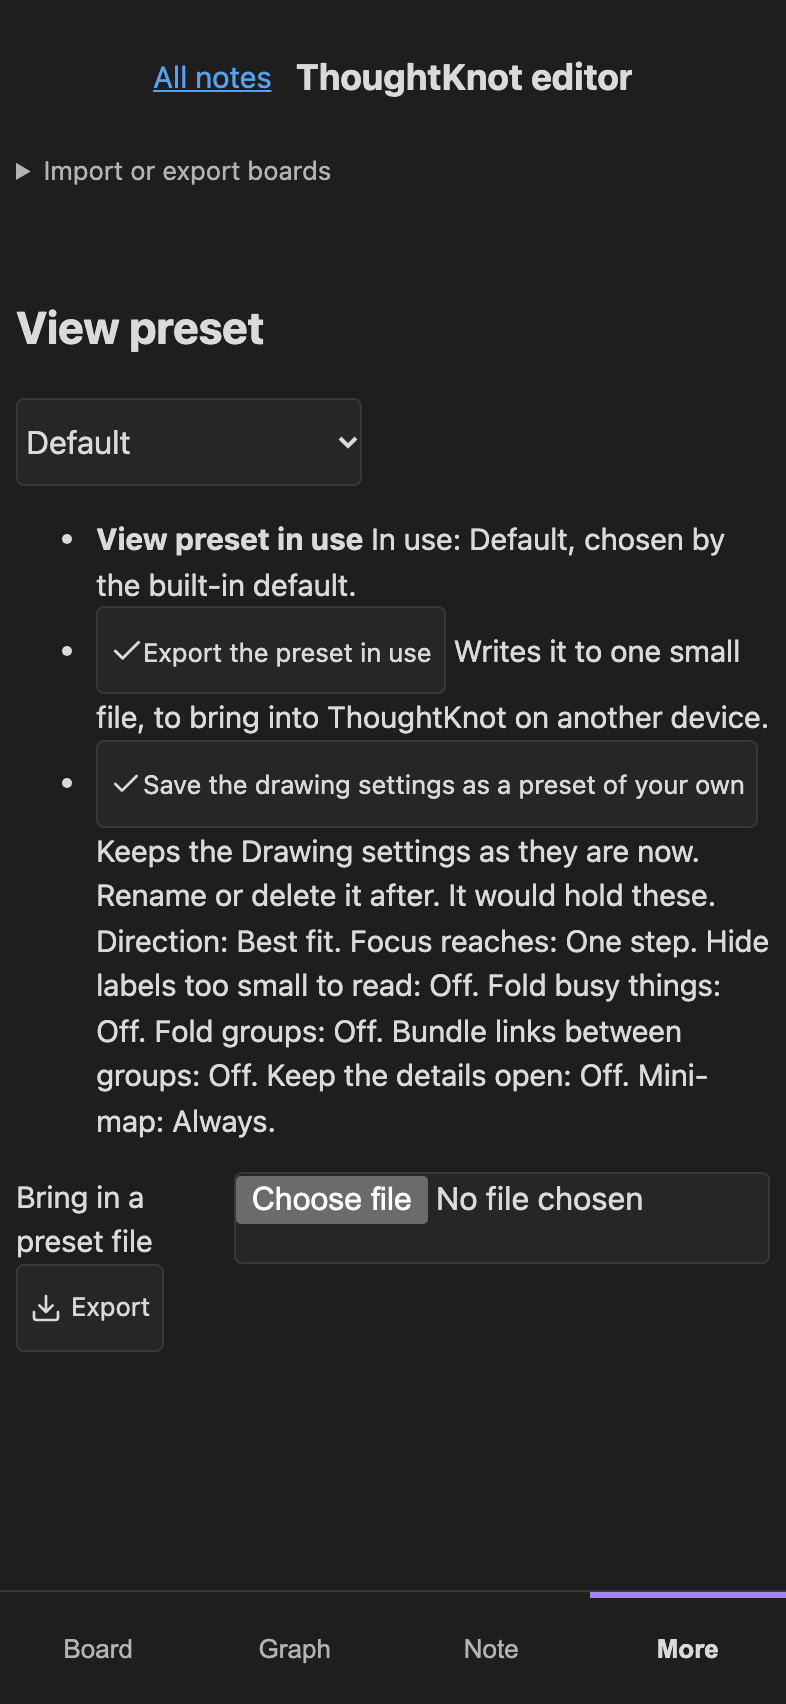 All notes ThoughtKnot editor
Import or export boards
View preset
Default
View preset in use In use: Default, chosen by
the built-in default.
Export the preset in use Writes it to one small
file, to bring into ThoughtKnot on another device.
Save the drawing settings as a preset of your own
Keeps the Drawing settings as they are now.
Rename or delete it after. It would hold these.
Direction: Best fit. Focus reaches: One step. Hide
labels too small to read: Off. Fold busy things:
Off. Fold groups: Off. Bundle links between
groups: Off. Keep the details open: Off. Mini-
map: Always.
Bring in a
preset file
Choose file No file chosen
Export
Board Graph Note More